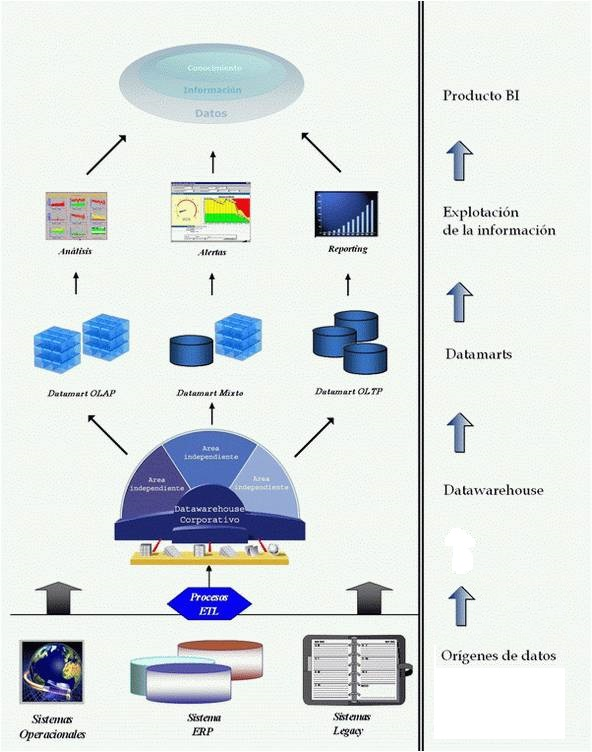 Conocimiento
Información
Datos
Análisis
Alertas
Reporting
Datamart OLAP
Datamart Mixto
Datamart OLTP
Area
independiente
Area
independiente
Area
independiente
Datawarehouse
Corporativo
Procesos
ETL
Sistemas
Operacionales
Sistema
ERP
Sistemas
Legacy
Producto BI
Explotación
de la información
Datamarts
Datawarehouse
Orígenes de datos